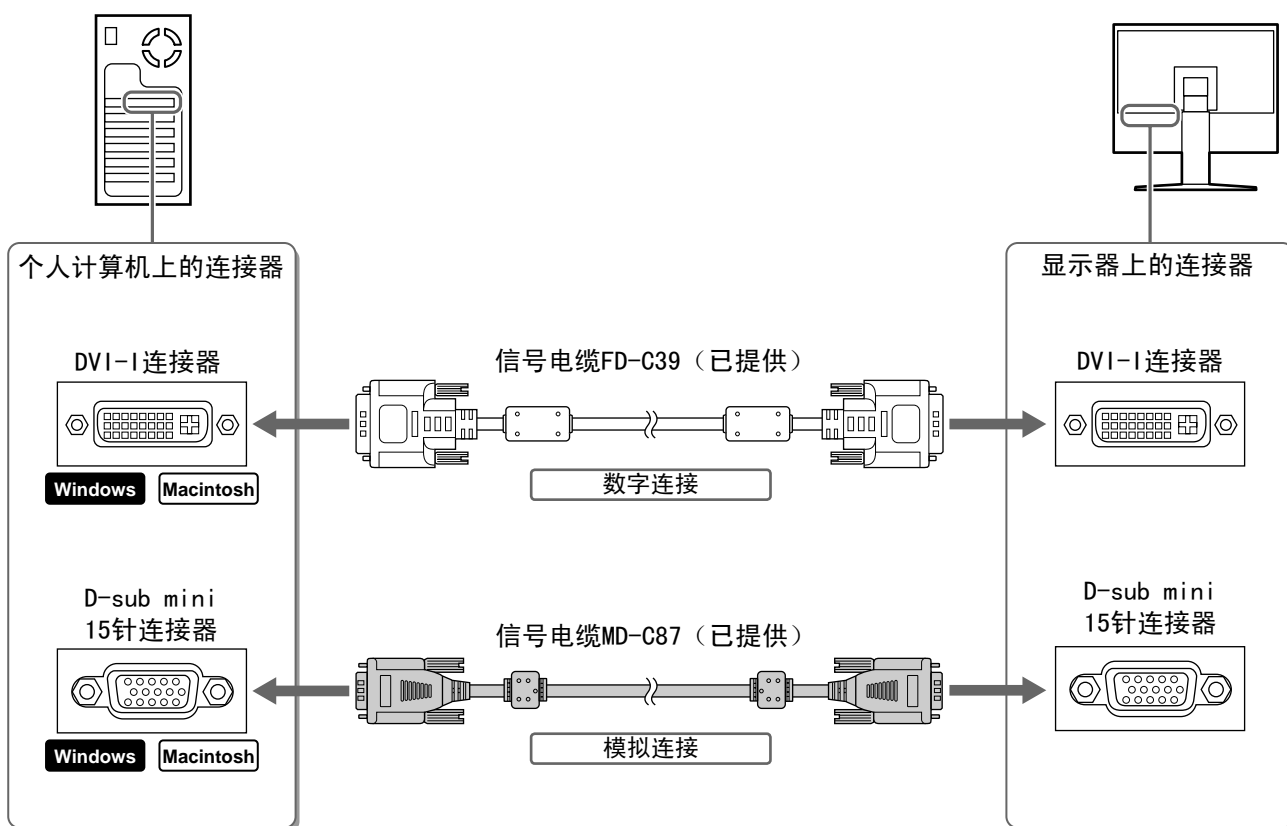 个人计算机上的连接器
显示器上的连接器
DVI-I连接器
信号电缆FD-C39（已提供）
DVI-I连接器
Windows Macintosh
数字连接
D-sub mini
15针连接器
信号电缆MD-C87（已提供）
D-sub mini
15针连接器
Windows Macintosh
模拟连接